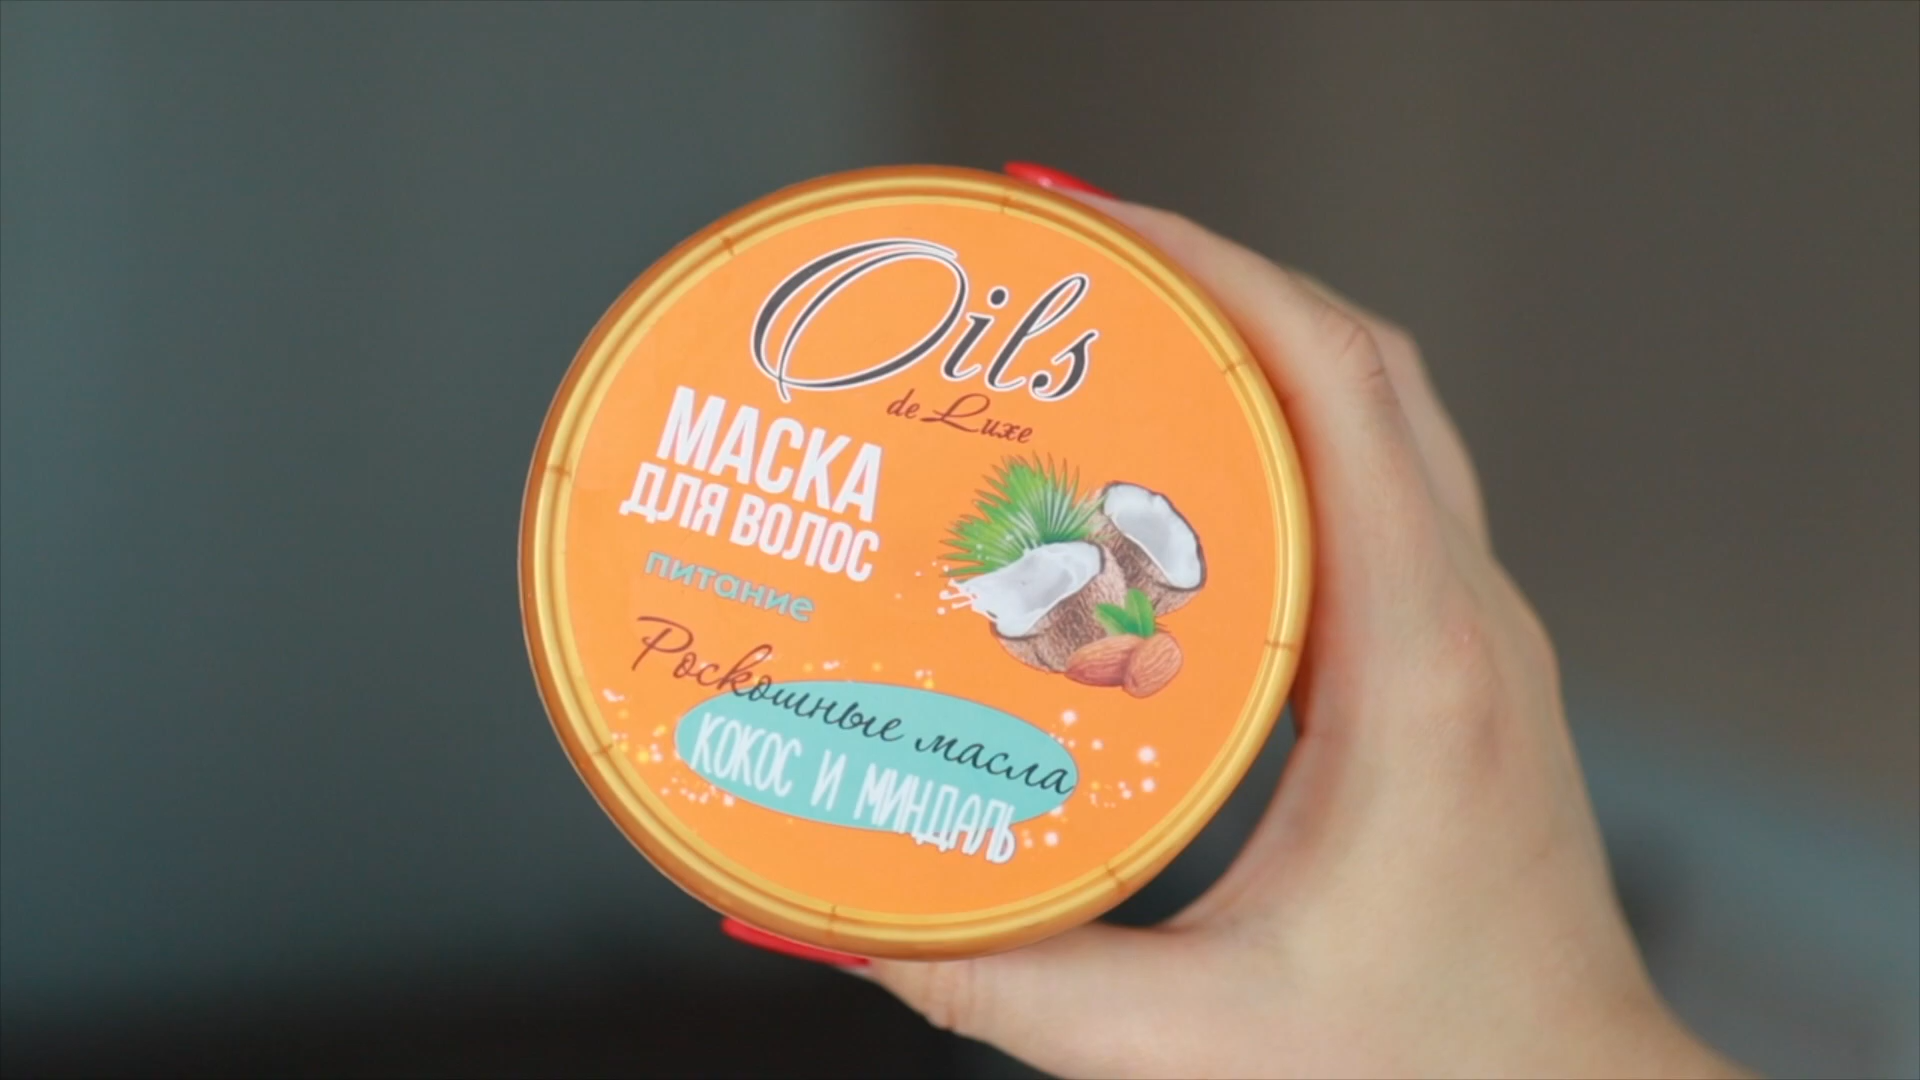 Oils
de Luxe
МАСКА
ДЛЯ ВОЛОС
питание
Роскошные масла
КОКОС И МИНДАЛЬ